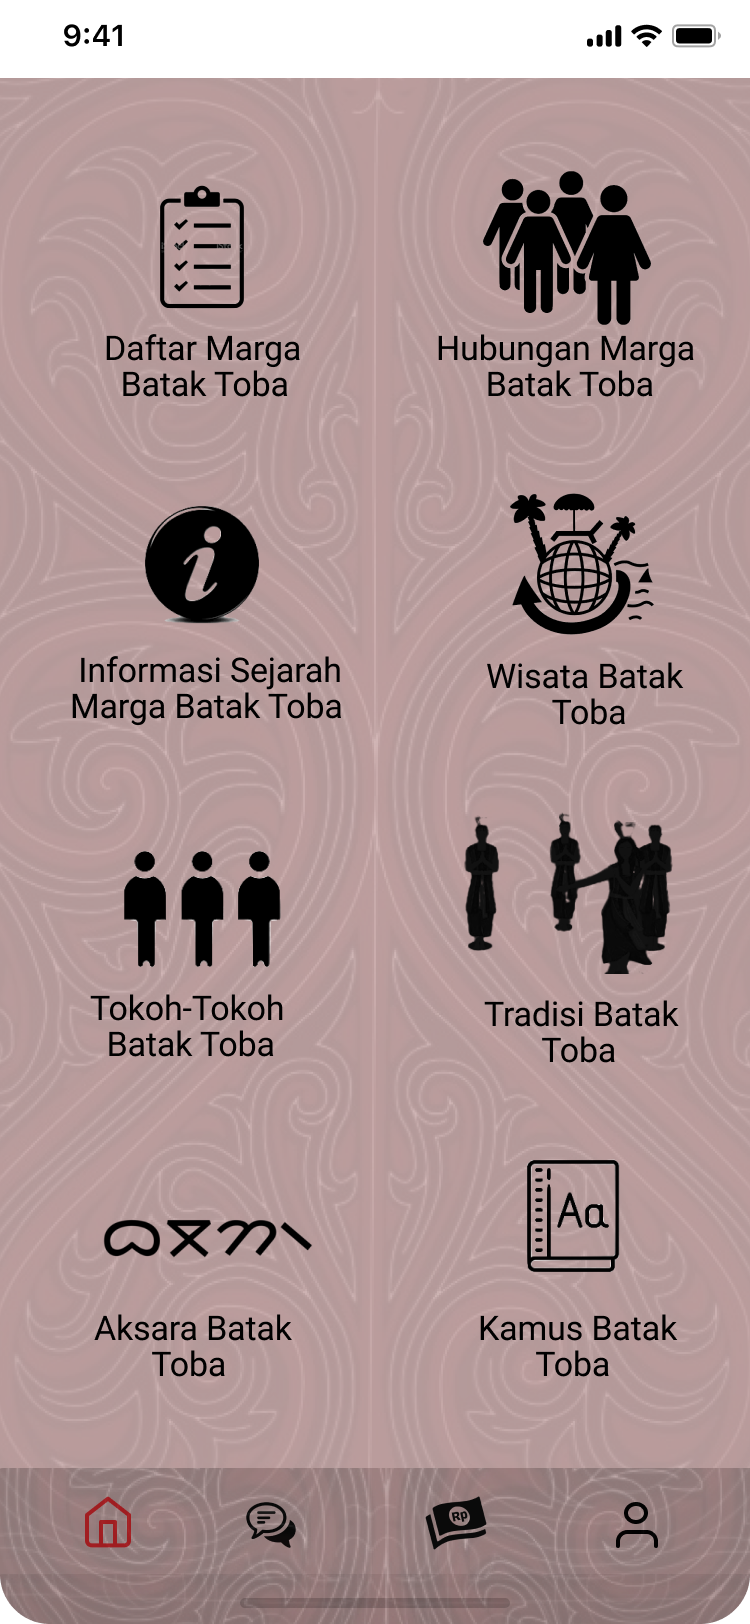 9:41
Daftar Marga
Batak Toba
Hubungan Marga
Batak Toba
i
Informasi Sejarah
Marga Batak Toba
Wisata Batak
Toba
Tokoh-Tokoh
Batak Toba
Tradisi Batak
Toba
ᯅᯖᯂ᯲
Aksara Batak
Toba
Aa
Kamus Batak
Toba
Rp